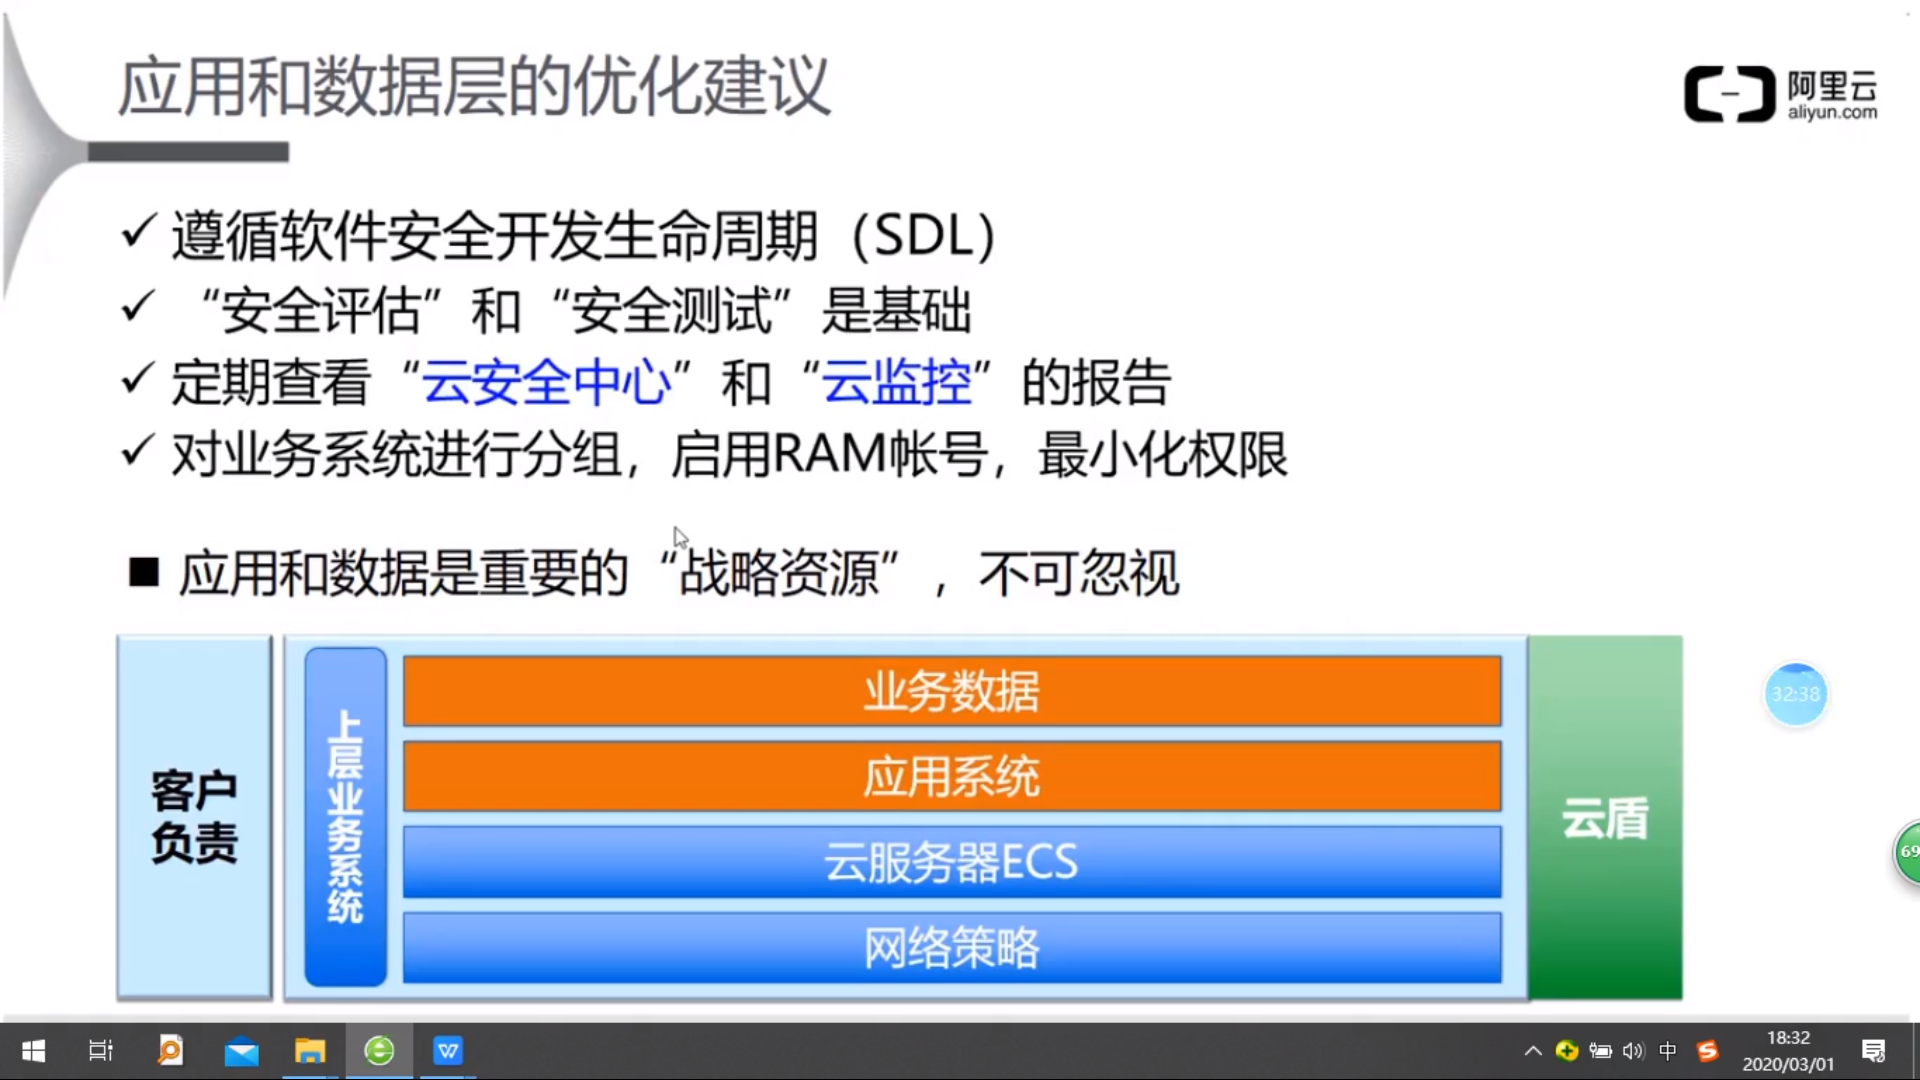 应用和数据层的优化建议
阿里云
aliyun.com
遵循软件安全开发生命周期（SDL）
“安全评估”和“安全测试”是基础
定期查看“云安全中心”和“云监控”的报告
对业务系统进行分组，启用RAM帐号，最小化权限
应用和数据是重要的“战略资源”，不可忽视
客户
负责
上层业务系统
业务数据
应用系统
云服务器ECS
网络策略
云盾
32:38
69
中
18:32
2020/03/01